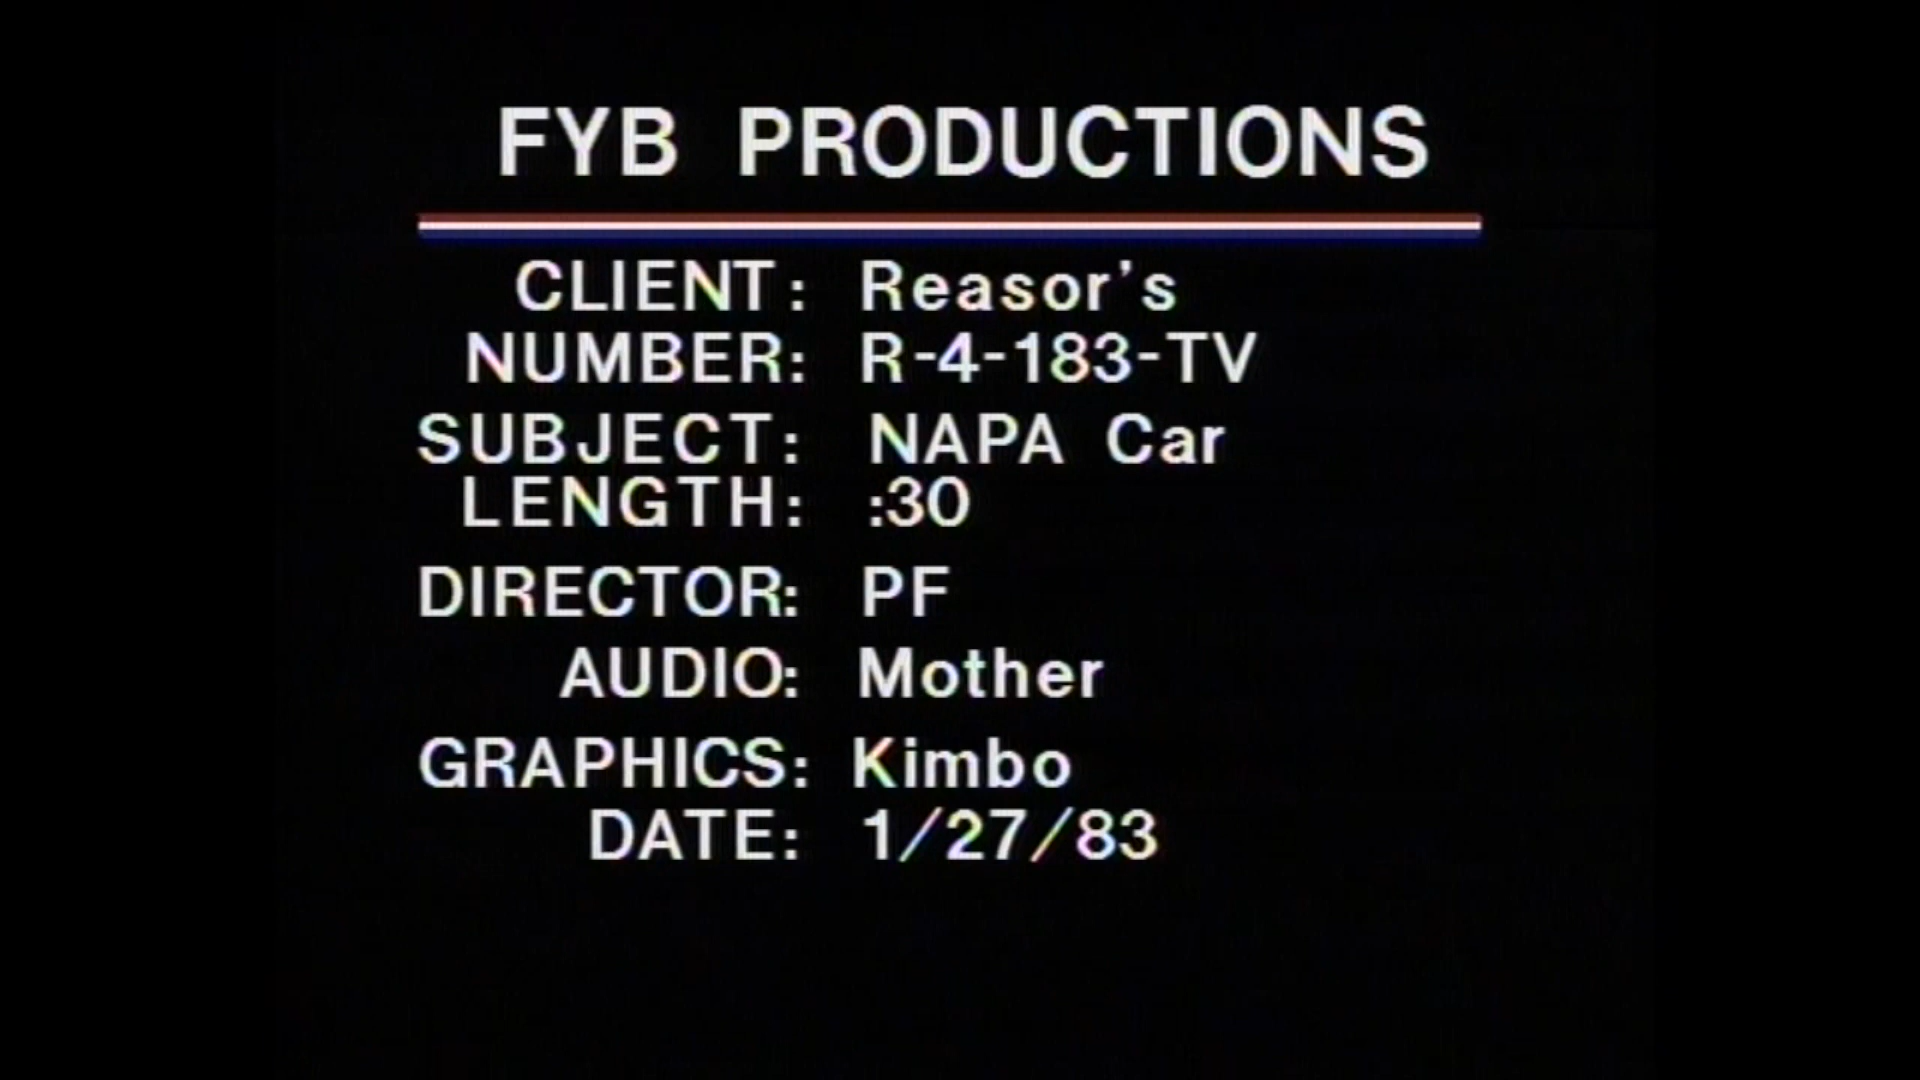 FYB PRODUCTIONS
CLIENT: Reasor's
NUMBER: R-4-183-TV
SUBJECT: NAPA Car
LENGTH: :30
DIRECTOR: PF
AUDIO: Mother
GRAPHICS: Kimbo
DATE: 1/27/83